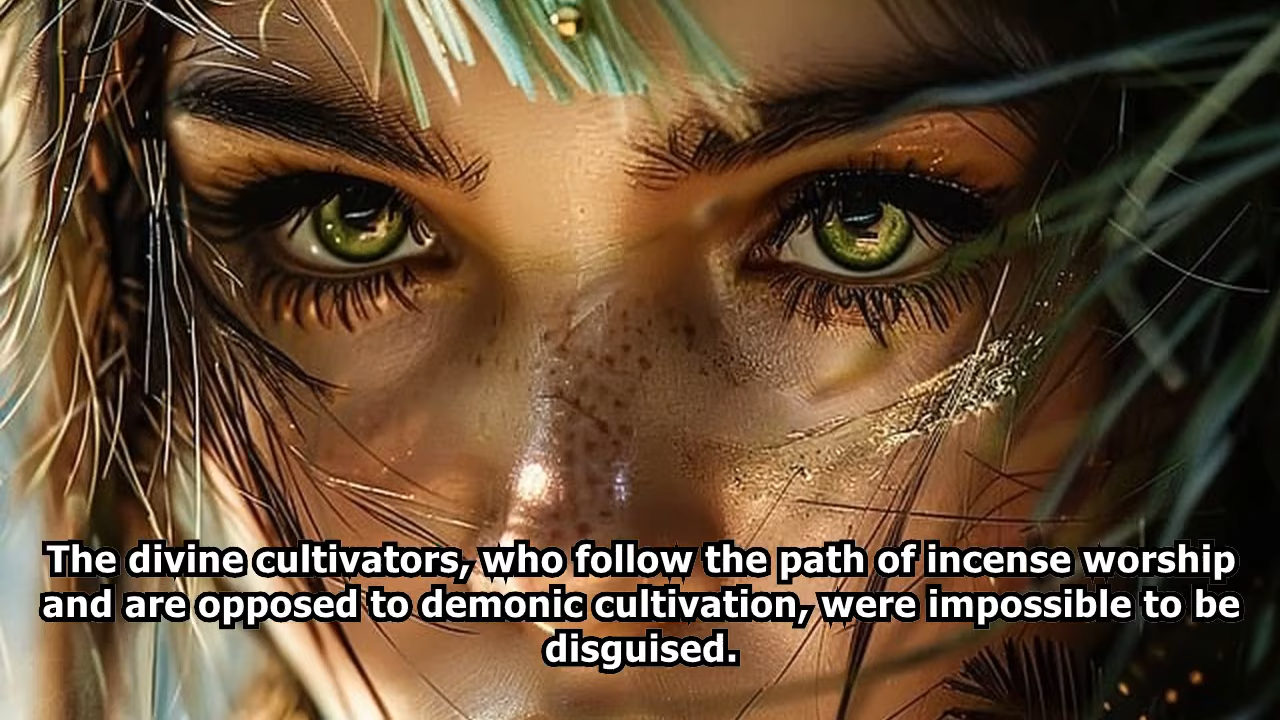 The divine cultivators, who follow the path of incense worship
and are opposed to demonic cultivation, were impossible to be
disguised.